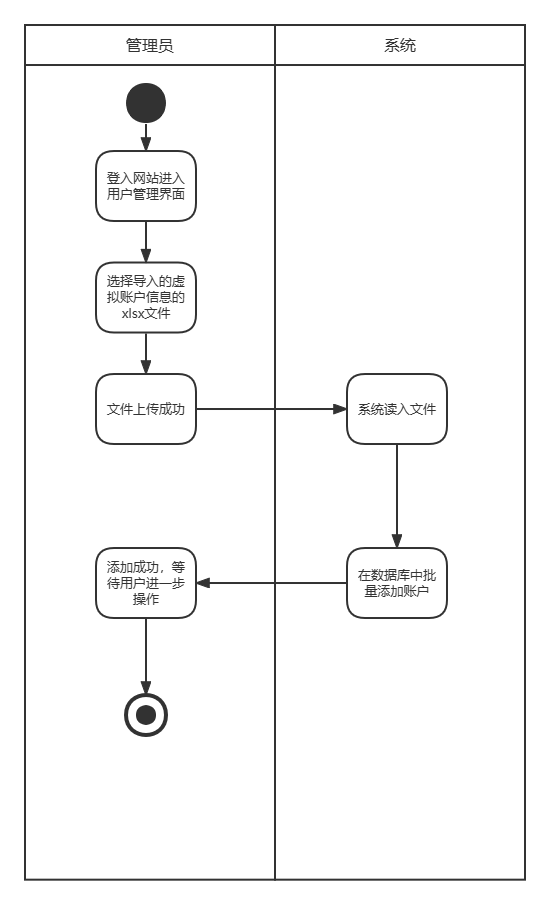 管理员
系统
登入网站进入
用户管理界面
选择导入的虚
拟账户信息的
xlsx文件
文件上传成功
系统读入文件
在数据库中批
量添加账户
添加成功，等
待用户进一步
操作